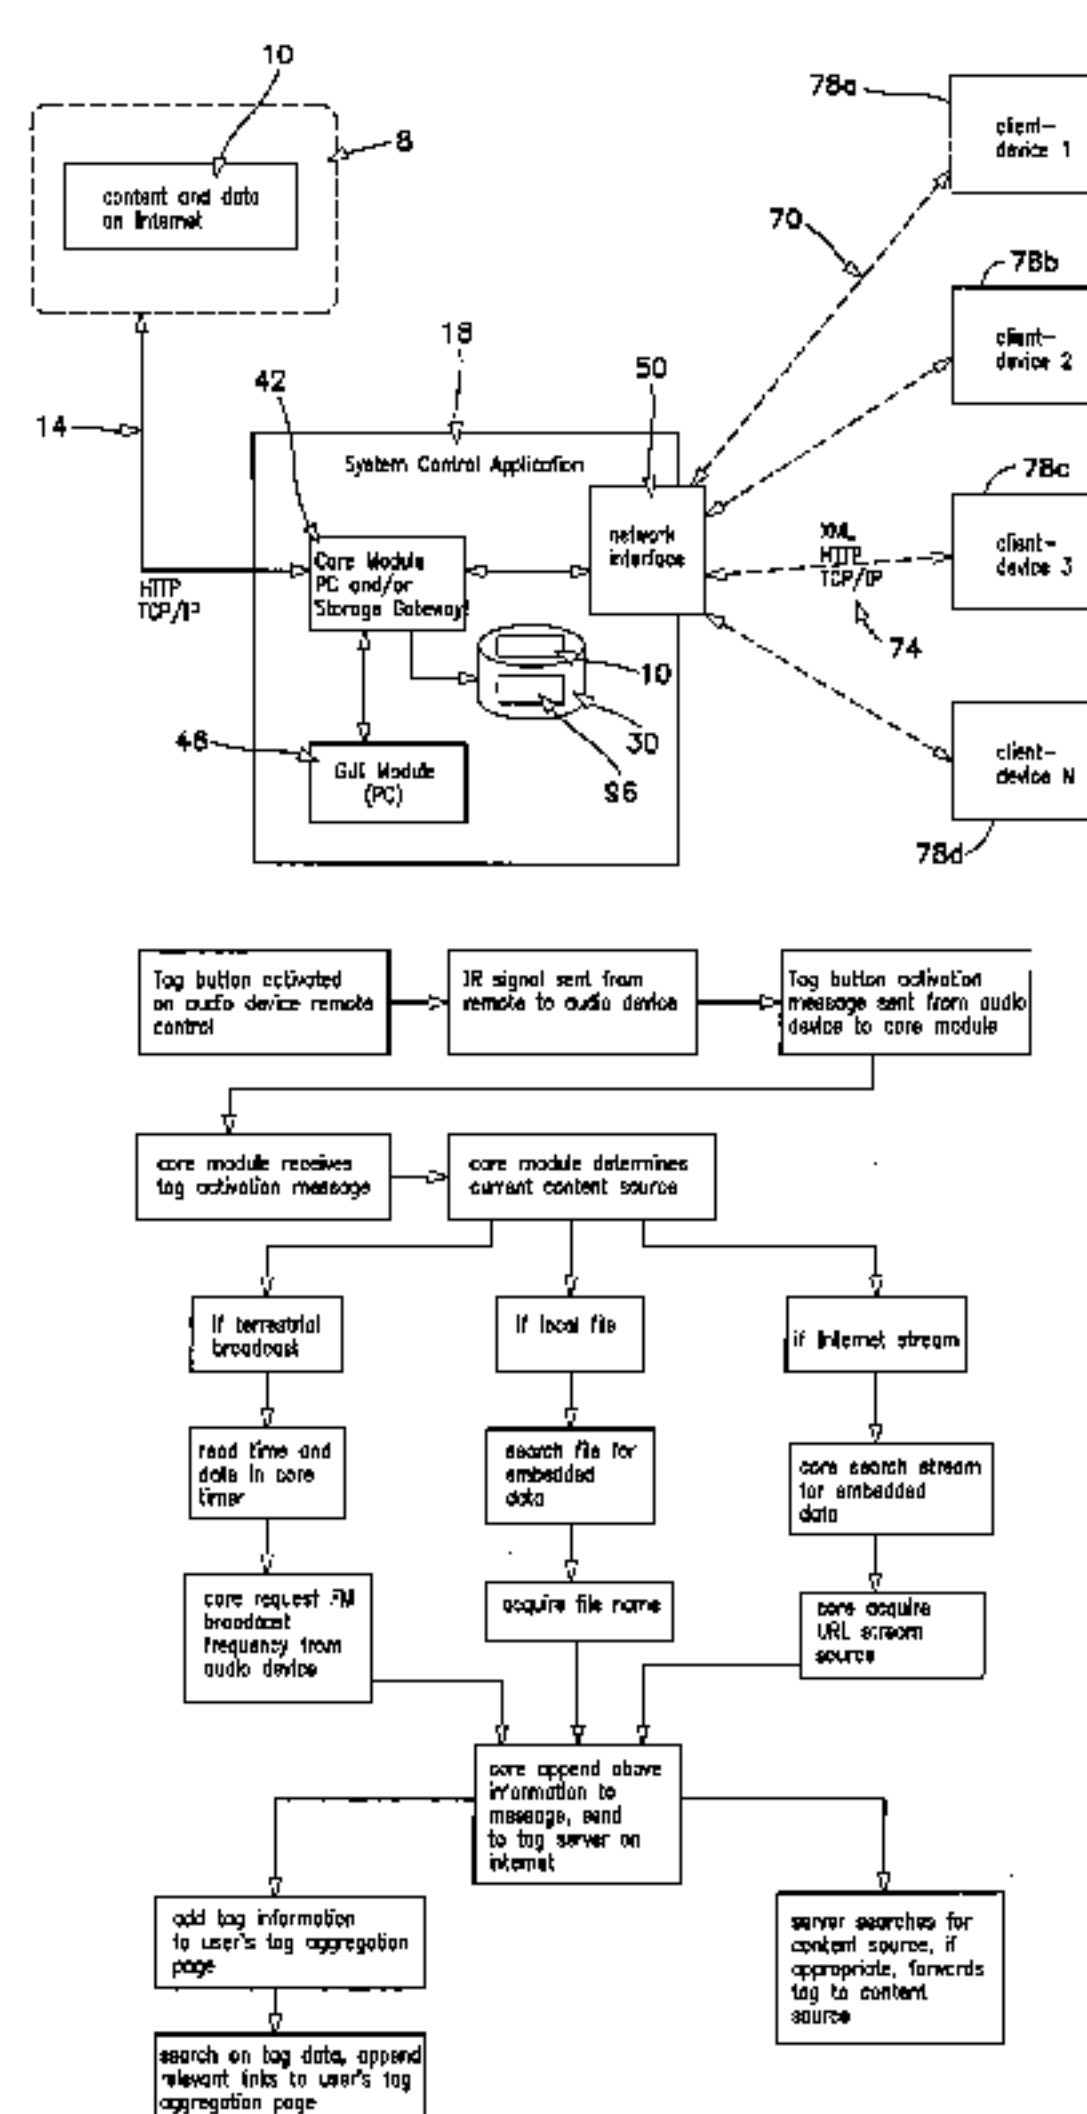 10
8
content and data
on Internet
78a
client-
device 1
70
78b
client-
device 2
18
50
42
14
System Control Application
78c
client-
device 3
network
interface
XML
HTTP
TCP/IP
74
Core Module
PC and/or
Storage Gateway
HTTP
TCP/IP
10
30
96
46
GUI Module
(PC)
client-
device N
78d
Tag button activated
on audio device remote
control
IR signal sent from
remote to audio device
Tag button activation
message sent from audio
device to core module
core module receives
tag activation message
core module determines
current content source
if terrestrial
broadcast
if local file
if Internet stream
read time and
date in core
timer
search file for
embedded
data
core search stream
for embedded
data
core request FM
broadcast
frequency from
audio device
acquire file name
core acquire
URL stream
source
core append above
information to
message, send
to tag server on
internet
add tag information
to user's tag aggregation
page
server searches for
content source, if
appropriate, forwards
tag to content
source
search on tag data, append
relevant links to user's tag
aggregation page